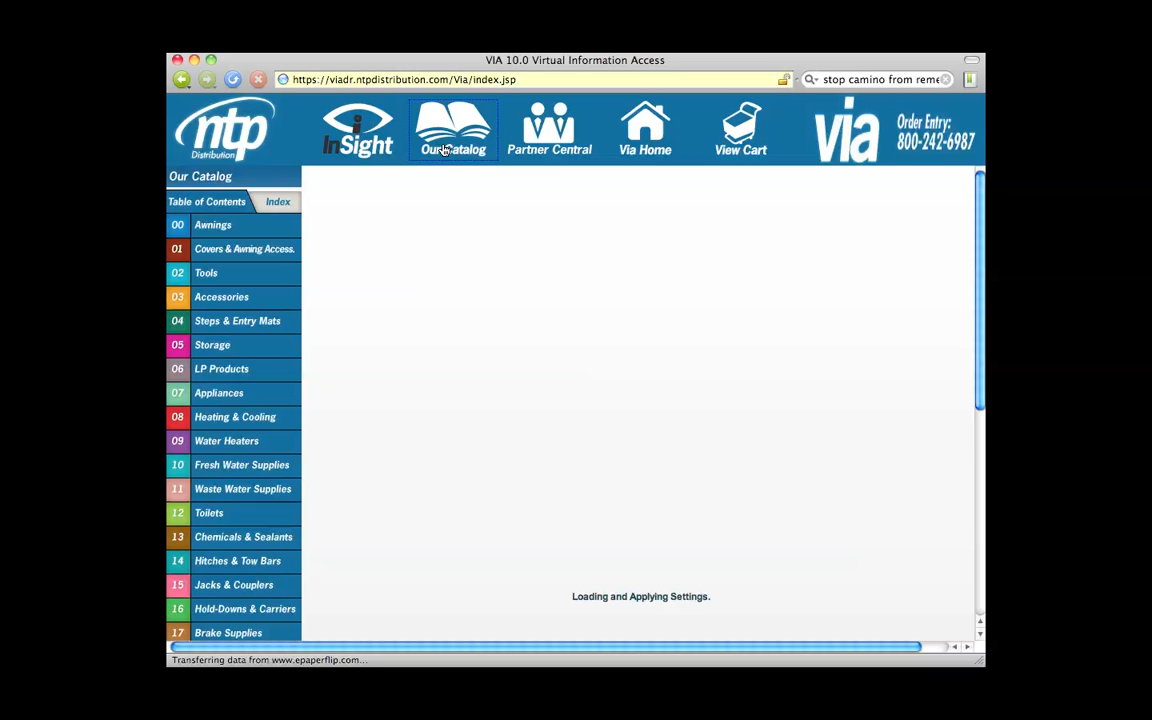 VIA 10.0 Virtual Information Access
https://viadr.ntpdistribution.com/Via/index.jsp
stop camino from reme
ntp
Distribution
InSight
Our Catalog
Partner Central
Via Home
View Cart
via
Order Entry:
800-242-6987
Our Catalog
Table of Contents
Index
00 Awnings
01 Covers & Awning Access.
02 Tools
03 Accessories
04 Steps & Entry Mats
05 Storage
06 LP Products
07 Appliances
08 Heating & Cooling
09 Water Heaters
10 Fresh Water Supplies
11 Waste Water Supplies
12 Toilets
13 Chemicals & Sealants
14 Hitches & Tow Bars
15 Jacks & Couplers
16 Hold-Downs & Carriers
17 Brake Supplies
Loading and Applying Settings.
Transferring data from www.epaperflip.com...